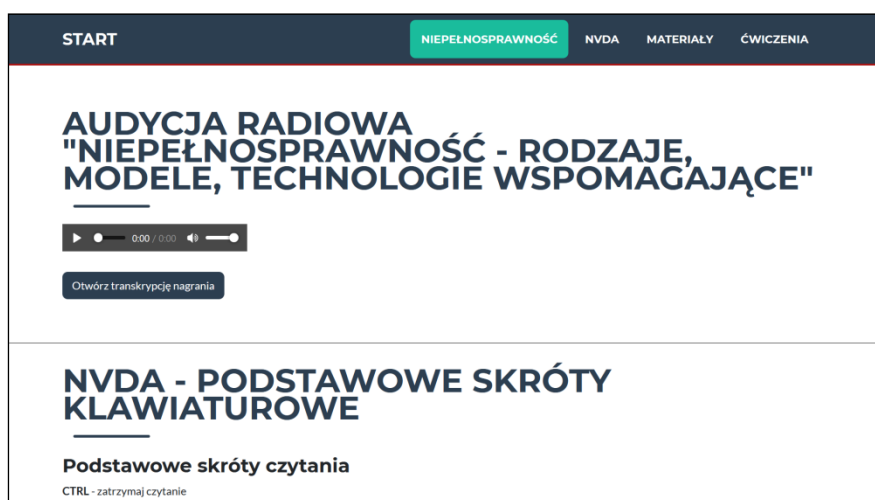 START NIEPEŁNOSPRAWNOŚĆ NVDA MATERIAŁY ĆWICZENIA
AUDYCJA RADIOWA
"NIEPEŁNOSPRAWNOŚĆ - RODZAJE,
MODELE, TECHNOLOGIE WSPOMAGAJĄCE"
0:00 / 0:00
Otwórz transkrypcję nagrania
NVDA - PODSTAWOWE SKRÓTY
KLAWIATUROWE
Podstawowe skróty czytania
CTRL - zatrzymaj czytanie